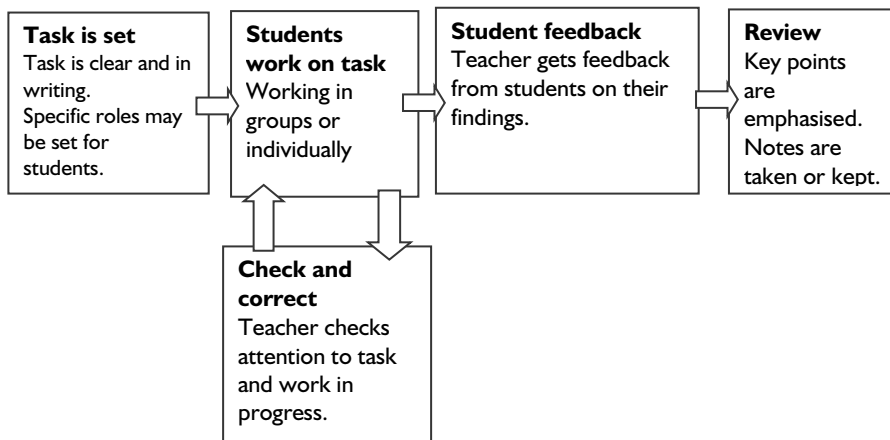 Task is set
Task is clear and in
writing.
Specific roles may
be set for
students.
Students
work on task
Working in
groups or
individually
Student feedback
Teacher gets feedback
from students on their
findings.
Review
Key points
are
emphasised.
Notes are
taken or kept.
Check and
correct
Teacher checks
attention to task
and work in
progress.